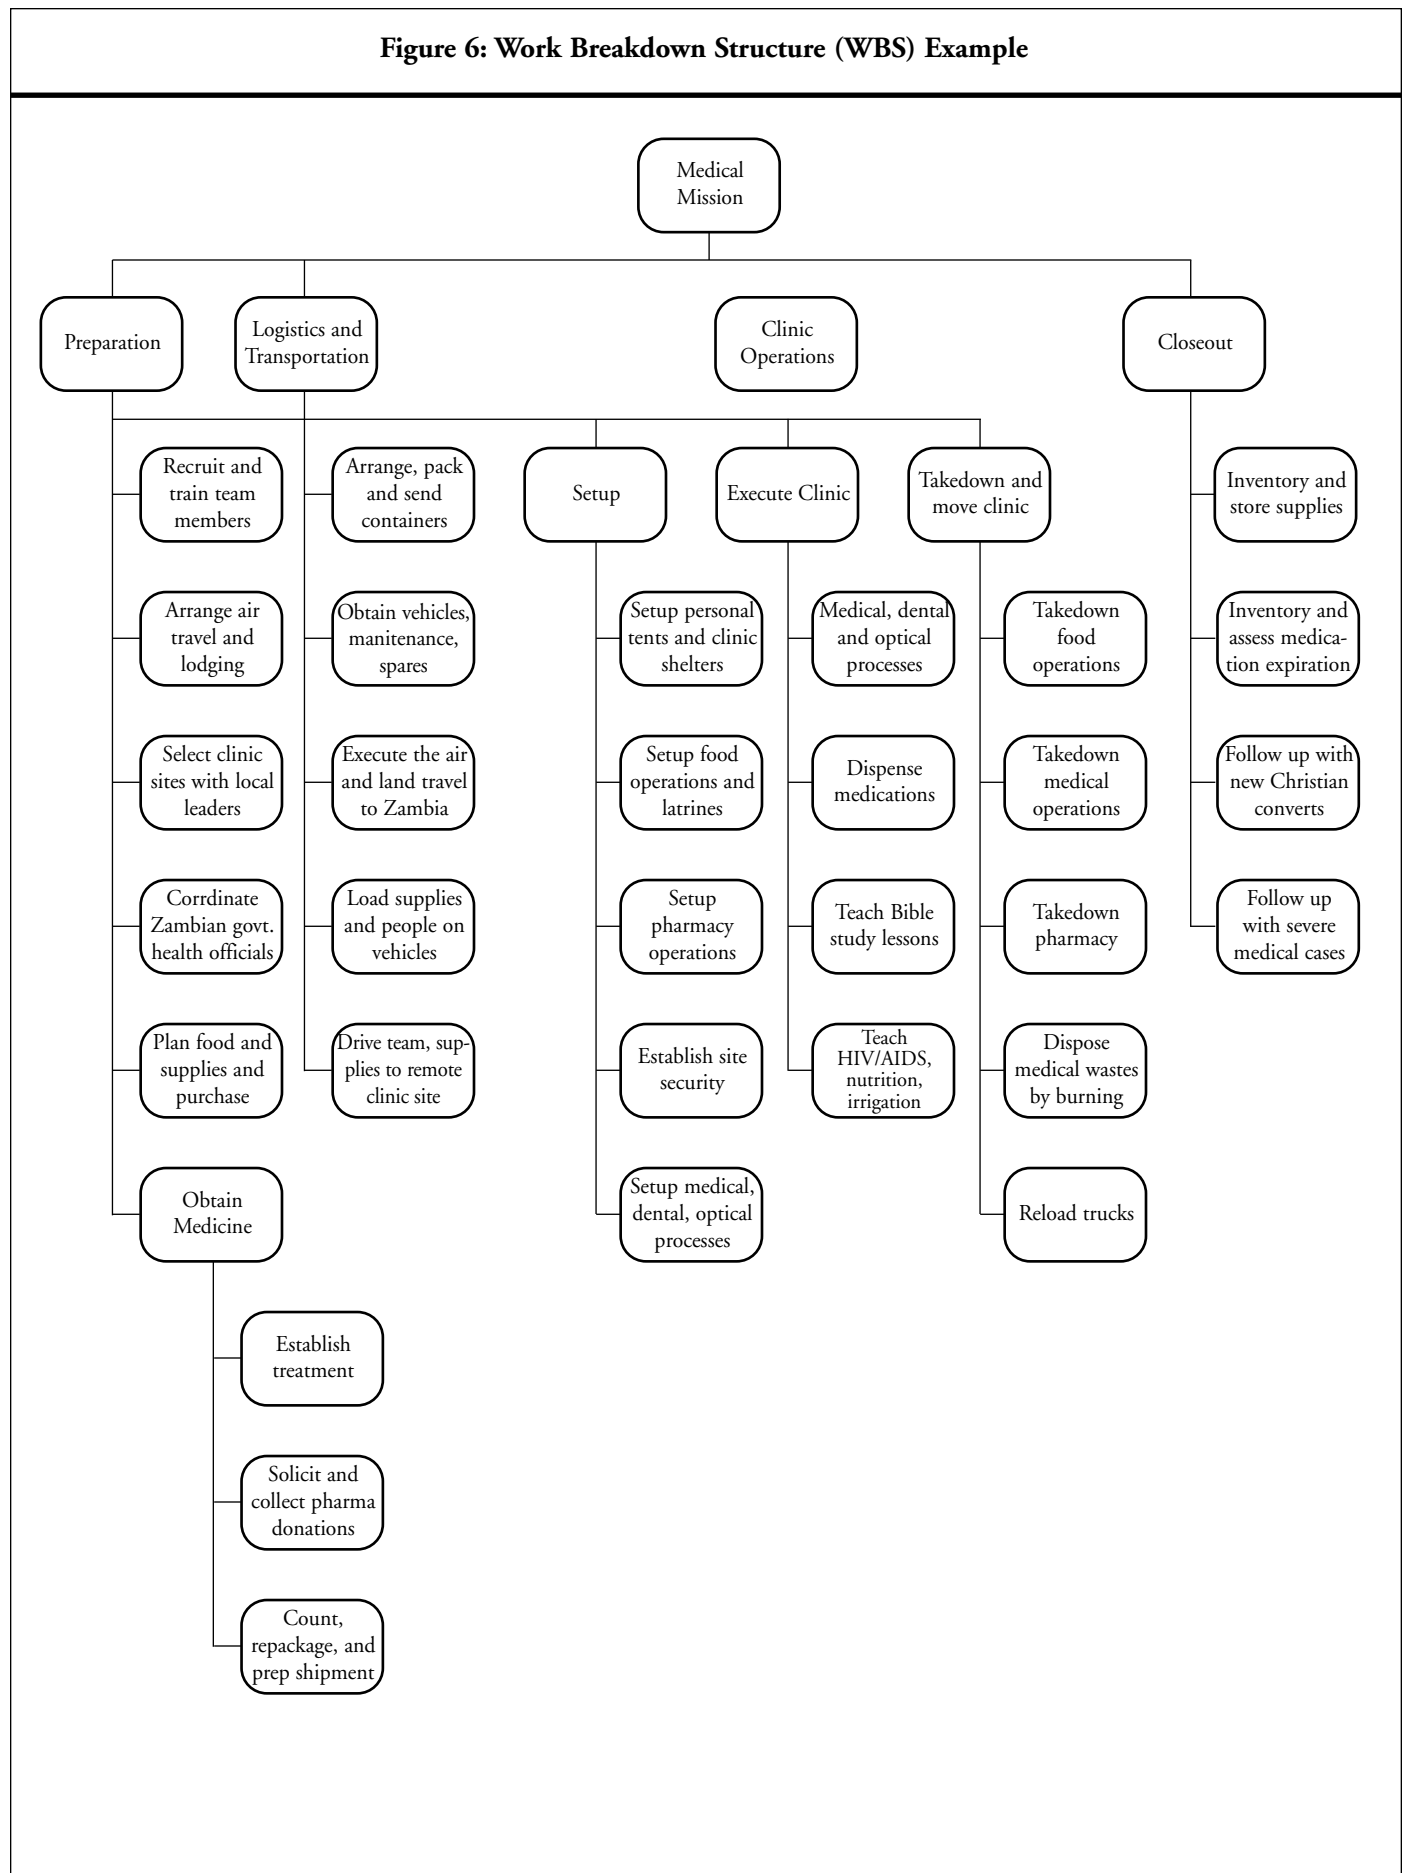 Figure 6: Work Breakdown Structure (WBS) Example
Medical
Mission
Preparation
Logistics and
Transportation
Clinic
Operations
Closeout
Recruit and
train team
members
Arrange air
travel and
lodging
Select clinic
sites with local
leaders
Corrdinate
Zambian govt.
health officials
Plan food and
supplies and
purchase
Obtain
Medicine
Establish
treatment
Solicit and
collect pharma
donations
Count,
repackage, and
prep shipment
Arrange, pack
and send
containers
Obtain vehicles,
manitenance,
spares
Execute the air
and land travel
to Zambia
Load supplies
and people on
vehicles
Drive team, sup-
plies to remote
clinic site
Setup
Setup personal
tents and clinic
shelters
Setup food
operations and
latrines
Setup
pharmacy
operations
Establish site
security
Setup medical,
dental, optical
processes
Execute Clinic
Medical, dental
and optical
processes
Dispense
medications
Teach Bible
study lessons
Teach
HIV/AIDS,
nutrition,
irrigation
Takedown and
move clinic
Takedown
food
operations
Takedown
medical
operations
Takedown
pharmacy
Dispose
medical wastes
by burning
Reload trucks
Inventory and
store supplies
Inventory and
assess medica-
tion expiration
Follow up with
new Christian
converts
Follow up
with severe
medical cases